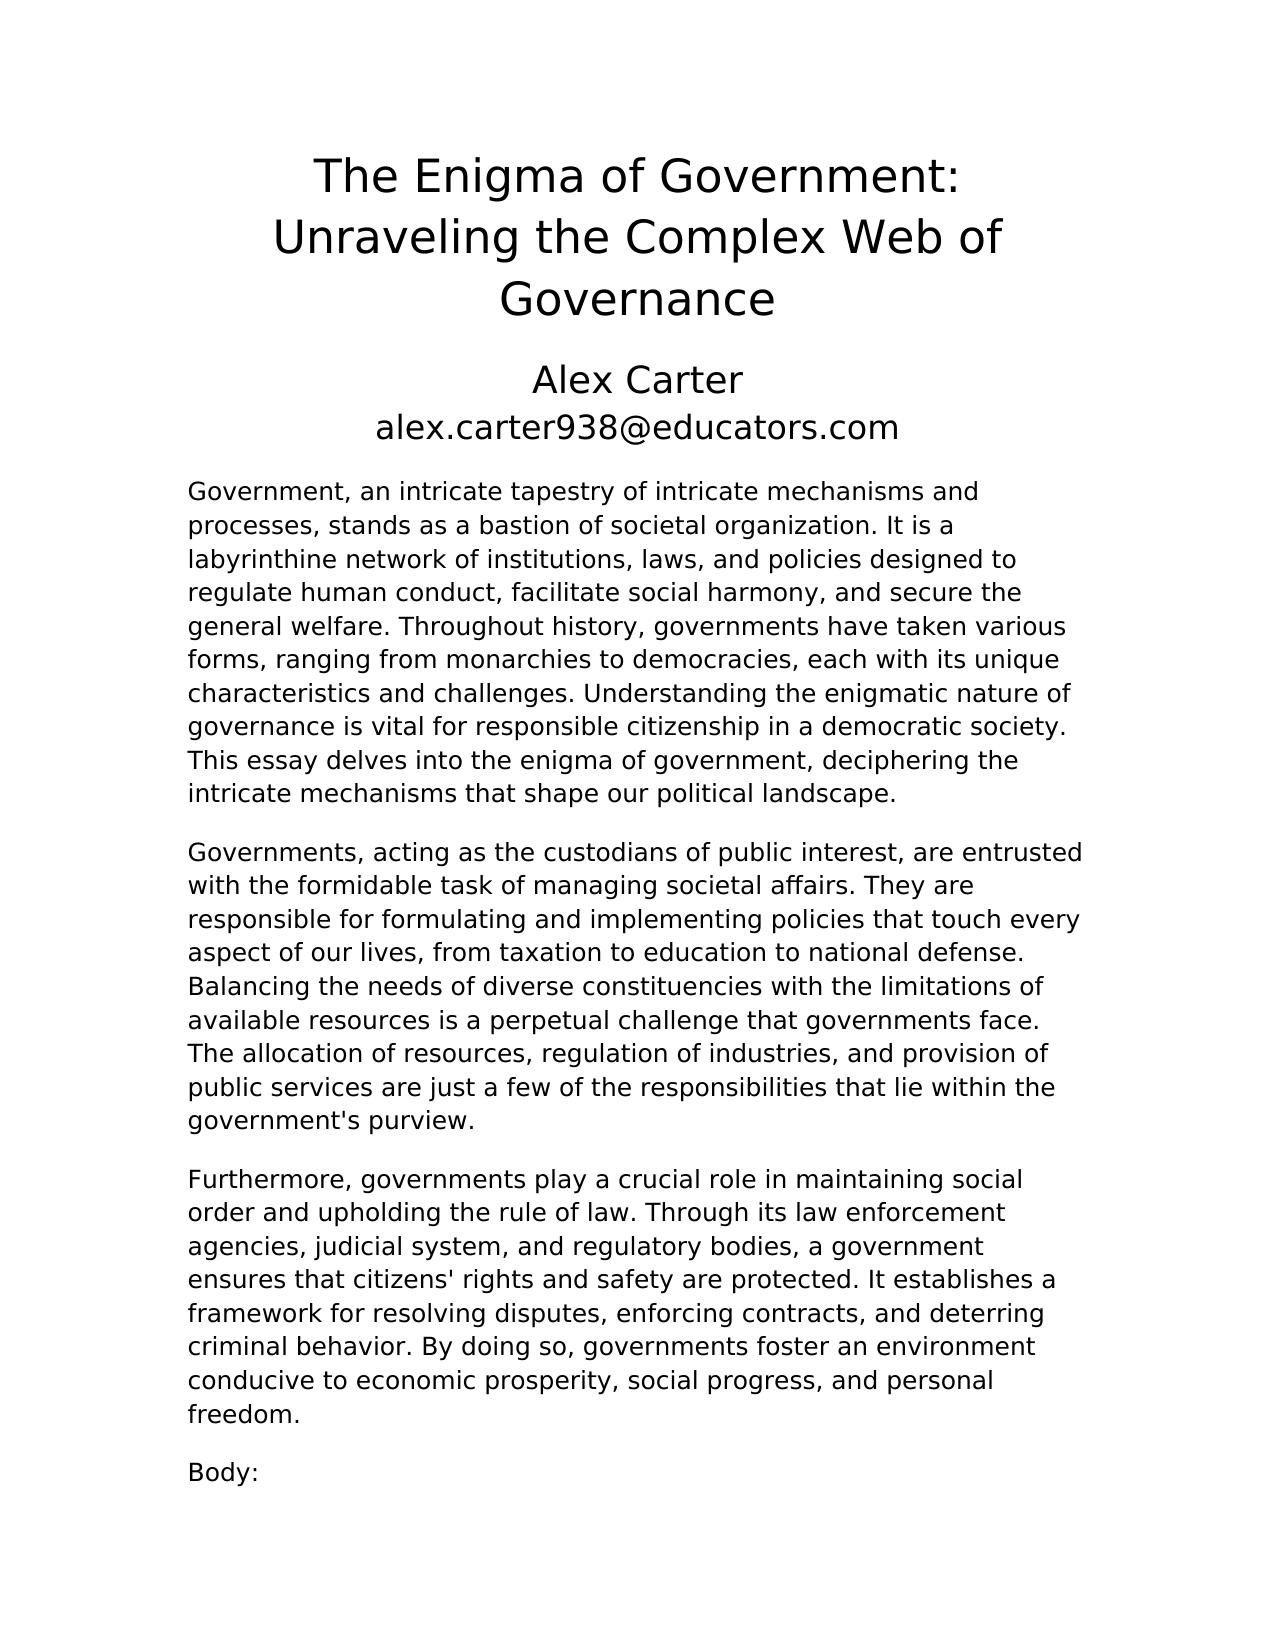 The Enigma of Government:
Unraveling the Complex Web of
Governance
Alex Carter
alex.carter938@educators.com
Government, an intricate tapestry of intricate mechanisms and
processes, stands as a bastion of societal organization. It is a
labyrinthine network of institutions, laws, and policies designed to
regulate human conduct, facilitate social harmony, and secure the
general welfare. Throughout history, governments have taken various
forms, ranging from monarchies to democracies, each with its unique
characteristics and challenges. Understanding the enigmatic nature of
governance is vital for responsible citizenship in a democratic society.
This essay delves into the enigma of government, deciphering the
intricate mechanisms that shape our political landscape.
Governments, acting as the custodians of public interest, are entrusted
with the formidable task of managing societal affairs. They are
responsible for formulating and implementing policies that touch every
aspect of our lives, from taxation to education to national defense.
Balancing the needs of diverse constituencies with the limitations of
available resources is a perpetual challenge that governments face.
The allocation of resources, regulation of industries, and provision of
public services are just a few of the responsibilities that lie within the
government's purview.
Furthermore, governments play a crucial role in maintaining social
order and upholding the rule of law. Through its law enforcement
agencies, judicial system, and regulatory bodies, a government
ensures that citizens' rights and safety are protected. It establishes a
framework for resolving disputes, enforcing contracts, and deterring
criminal behavior. By doing so, governments foster an environment
conducive to economic prosperity, social progress, and personal
freedom.
Body: